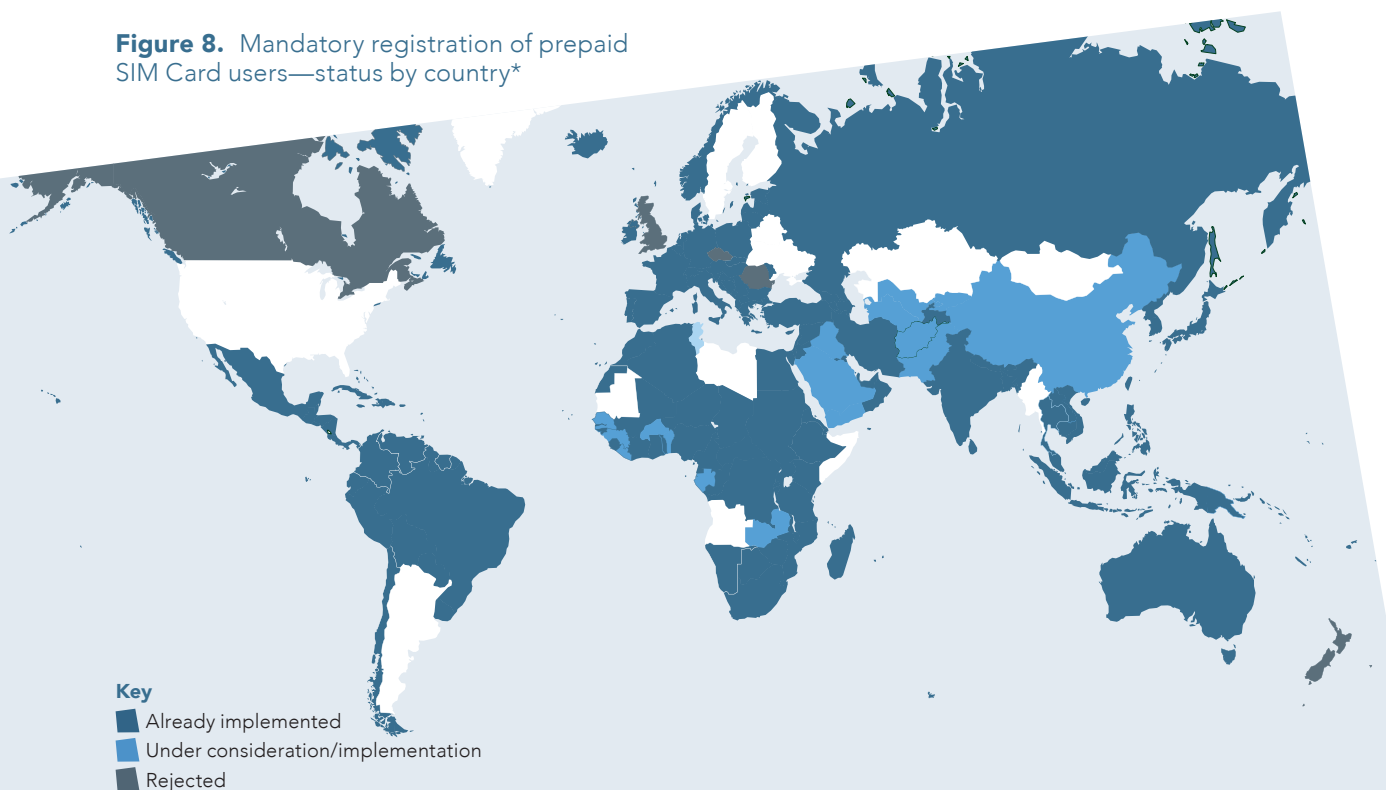 Figure 8. Mandatory registration of prepaid
SIM Card users—status by country*
Key
Already implemented
Under consideration/implementation
Rejected